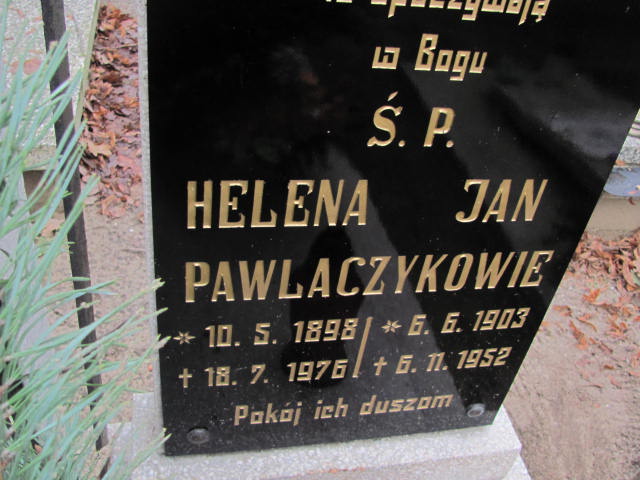 spoczywają
w Bogu
Ś. P.
HELENA JAN
PAWLACZYKOWIE
* 10. 5. 1898 / * 6. 6. 1903
† 18. 7. 1976 / † 6. 11. 1952
Pokój ich duszom